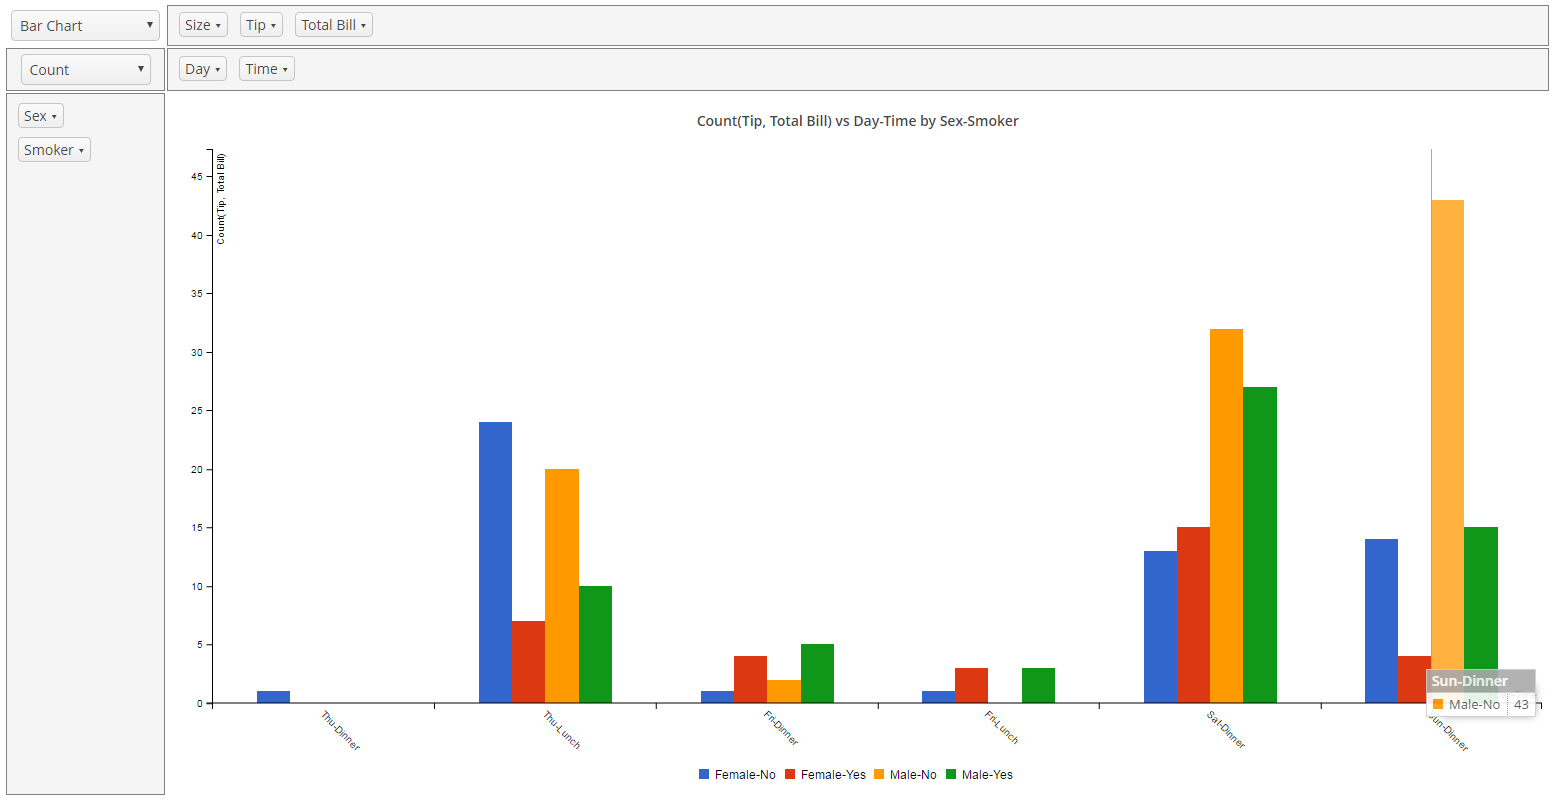 Bar Chart ▾ Size ▾ Tip ▾ Total Bill ▾
Count ▾ Day ▾ Time ▾
Sex ▾
Smoker ▾
Count(Tip, Total Bill) vs Day-Time by Sex-Smoker
Count(Tip, Total Bill)
45
40
35
30
25
20
15
10
5
0
Thu-Dinner Thu-Lunch Fri-Dinner Fri-Lunch Sat-Dinner Sun-Dinner
Sun-Dinner
Male-No 43
Female-No Female-Yes Male-No Male-Yes